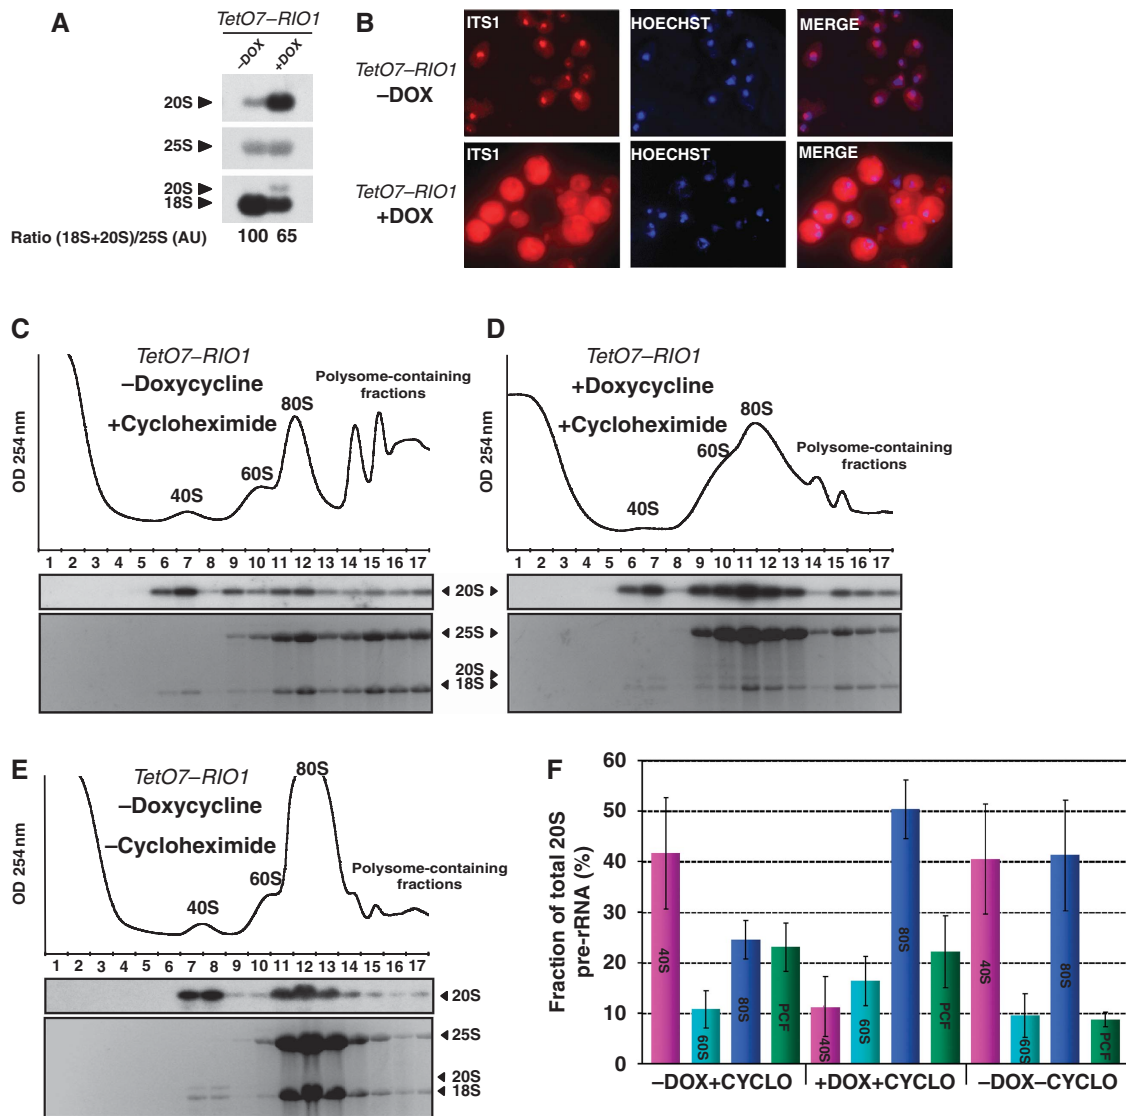 A
TetO7–RIO1
–DOX
+DOX
20S
25S
20S
18S
Ratio (18S+20S)/25S (AU)
100 65
B
TetO7–RIO1
–DOX
ITS1
HOECHST
MERGE
TetO7–RIO1
+DOX
ITS1
HOECHST
MERGE
C
TetO7–RIO1
–Doxycycline
+Cycloheximide
Polysome-containing
fractions
OD 254 nm
40S
60S
80S
1 2 3 4 5 6 7 8 9 10 11 12 13 14 15 16 17
D
TetO7–RIO1
+Doxycycline
+Cycloheximide
Polysome-containing
fractions
OD 254 nm
40S
60S
80S
1 2 3 4 5 6 7 8 9 10 11 12 13 14 15 16 17
20S
25S
20S
18S
E
TetO7–RIO1
–Doxycycline
–Cycloheximide
Polysome-containing
fractions
OD 254 nm
40S
60S
80S
1 2 3 4 5 6 7 8 9 10 11 12 13 14 15 16 17
20S
25S
20S
18S
F
Fraction of total 20S
pre-rRNA (%)
60
50
40
30
20
10
0
40S
60S
80S
PCF
40S
60S
80S
PCF
40S
60S
80S
PCF
–DOX+CYCLO
+DOX+CYCLO
–DOX–CYCLO